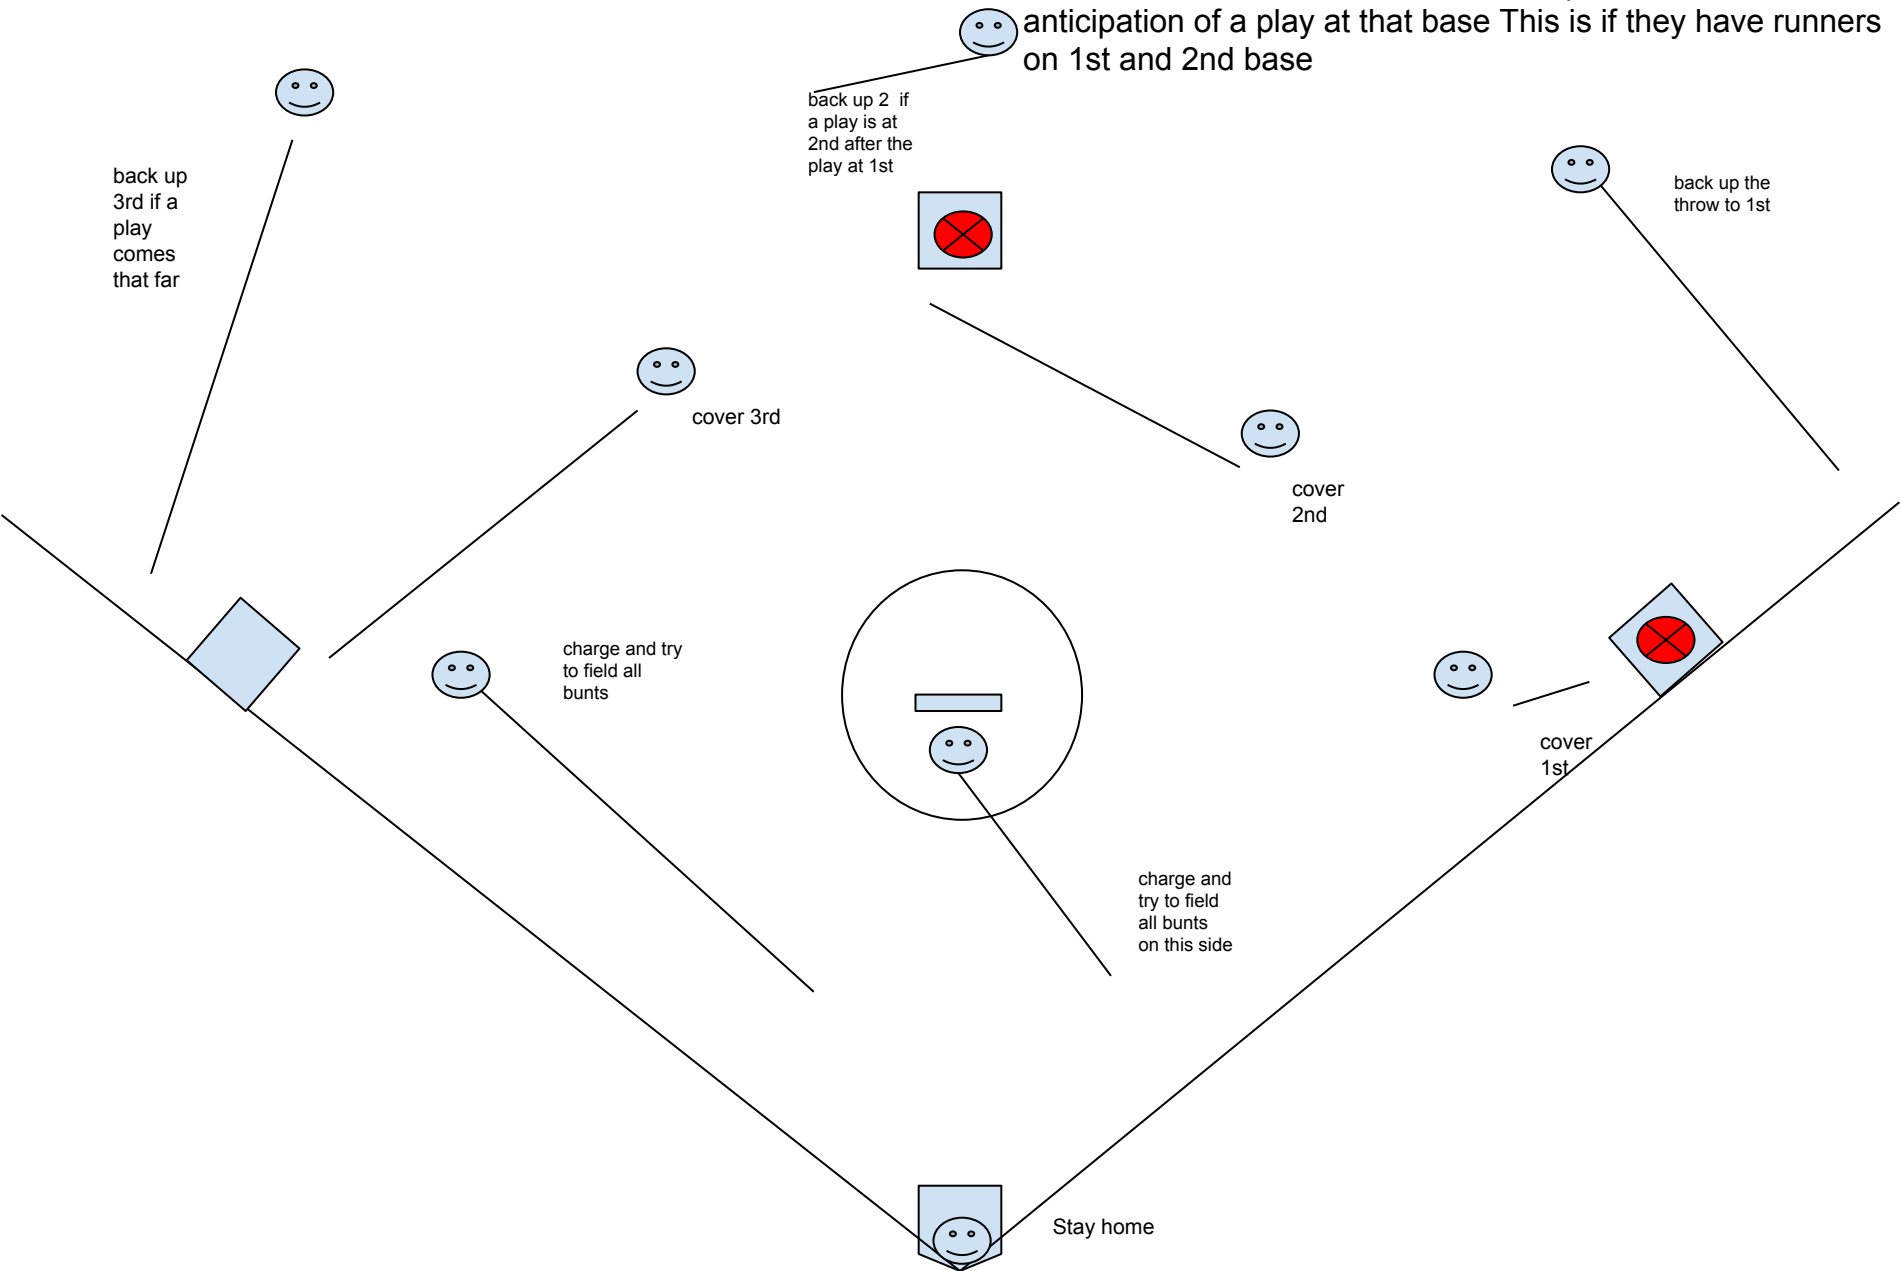 anticipation of a play at that base This is if they have runners
on 1st and 2nd base
back up 2 if
a play is at
2nd after the
play at 1st
back up
3rd if a
play
comes
that far
back up the
throw to 1st
cover 3rd
cover
2nd
charge and try
to field all
bunts
cover
1st
charge and
try to field
all bunts
on this side
Stay home